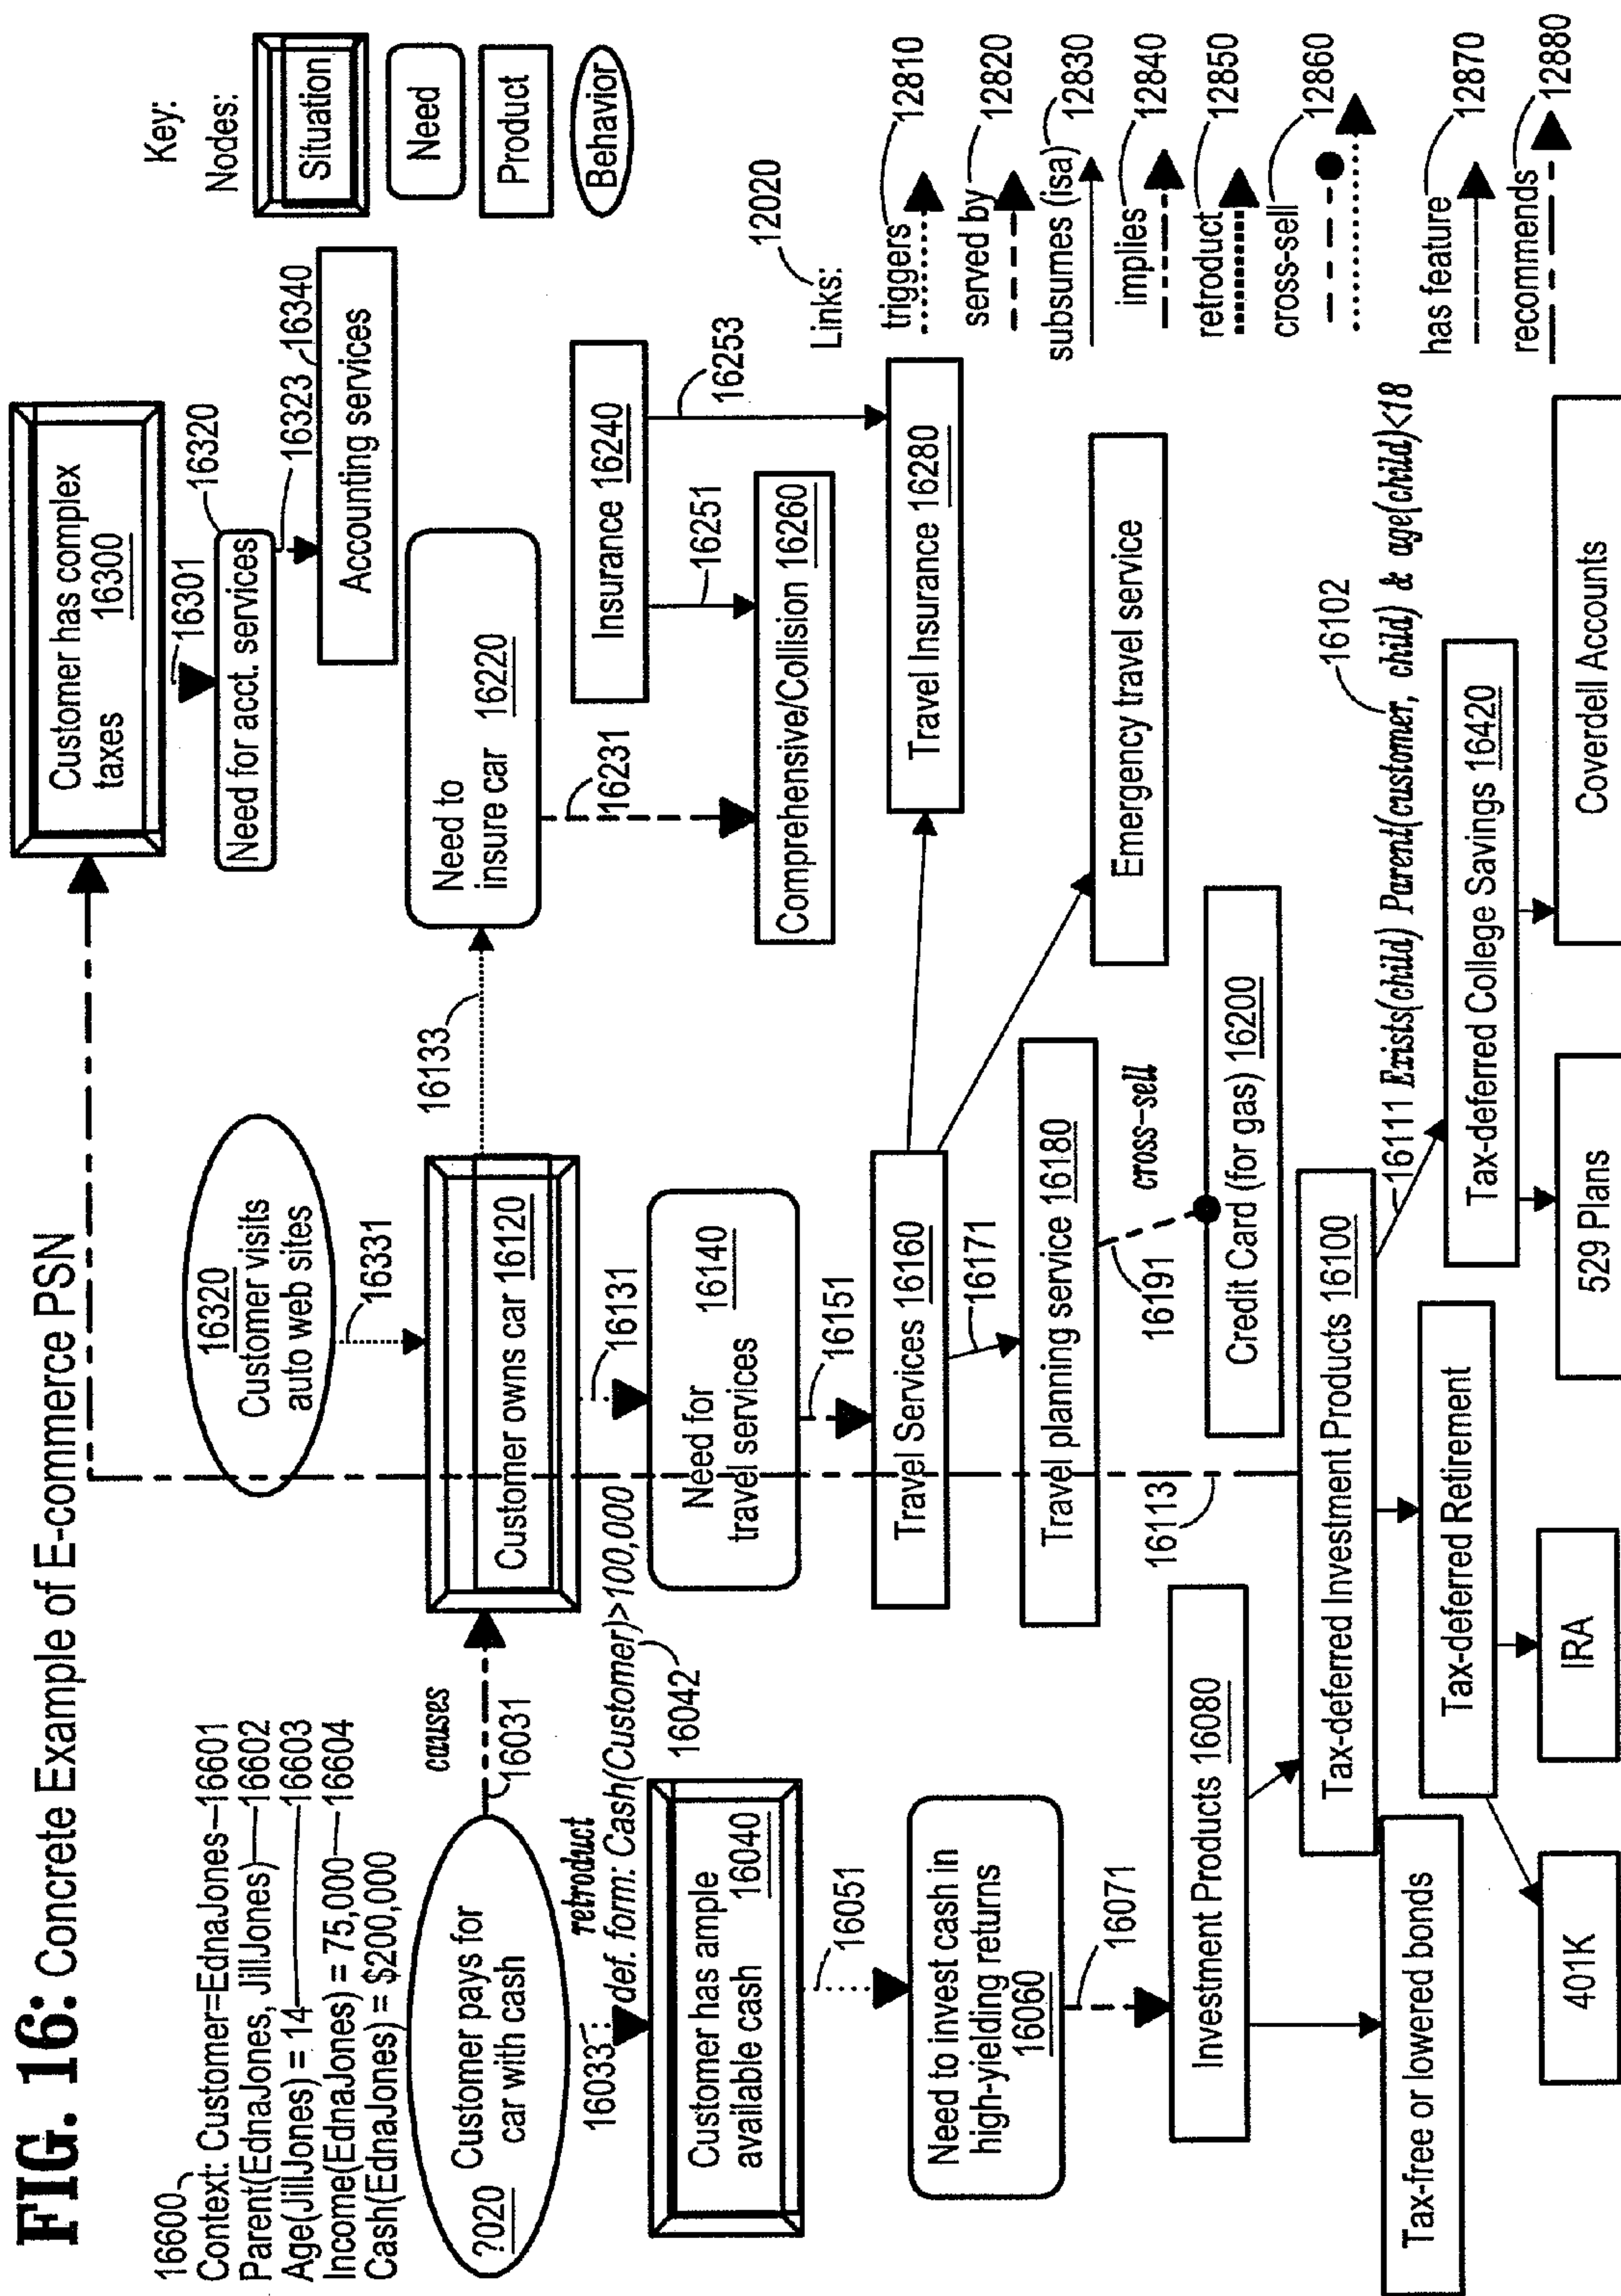 FIG. 16: Concrete Example of E-commerce PSN
16600
Context: Customer=EdnaJones 16601
Parent(EdnaJones, JillJones) 16602
Age(JillJones) = 14 16603
Income(EdnaJones) = 75,000 16604
Cash(EdnaJones) = $200,000
Customer pays for
car with cash
?020
causes
16031
16320
Customer visits
auto web sites
16331
Customer owns car 16120
16133
Customer has complex
taxes 16300
16301
Need for acct. services
16320
16323
16340
Accounting services
Need to
insure car 16220
16231
Insurance 16240
16251
16253
Comprehensive/Collision 16260
Travel Insurance 16280
Emergency travel service
16033
retroduct
def. form: Cash(Customer)>100,000
16042
Customer has ample
available cash 16040
16051
Need to invest cash in
high-yielding returns
16060
16071
16131
Need for
travel services
16140
16151
Travel Services 16160
16171
Travel planning service 16180
16191
cross-sell
Credit Card (for gas) 16200
16113
Investment Products 16080
Tax-deferred Investment Products 16100
16111 Exists(child) Parent(customer, child) & age(child)<18
16102
Tax-free or lowered bonds
Tax-deferred Retirement
Tax-deferred College Savings 16420
401K
IRA
529 Plans
Coverdell Accounts
Key:
Nodes:
Situation
Need
Product
Behavior
12020
Links:
triggers 12810
served by 12820
subsumes (isa) 12830
implies 12840
retroduct 12850
cross-sell 12860
has feature 12870
recommends 12880